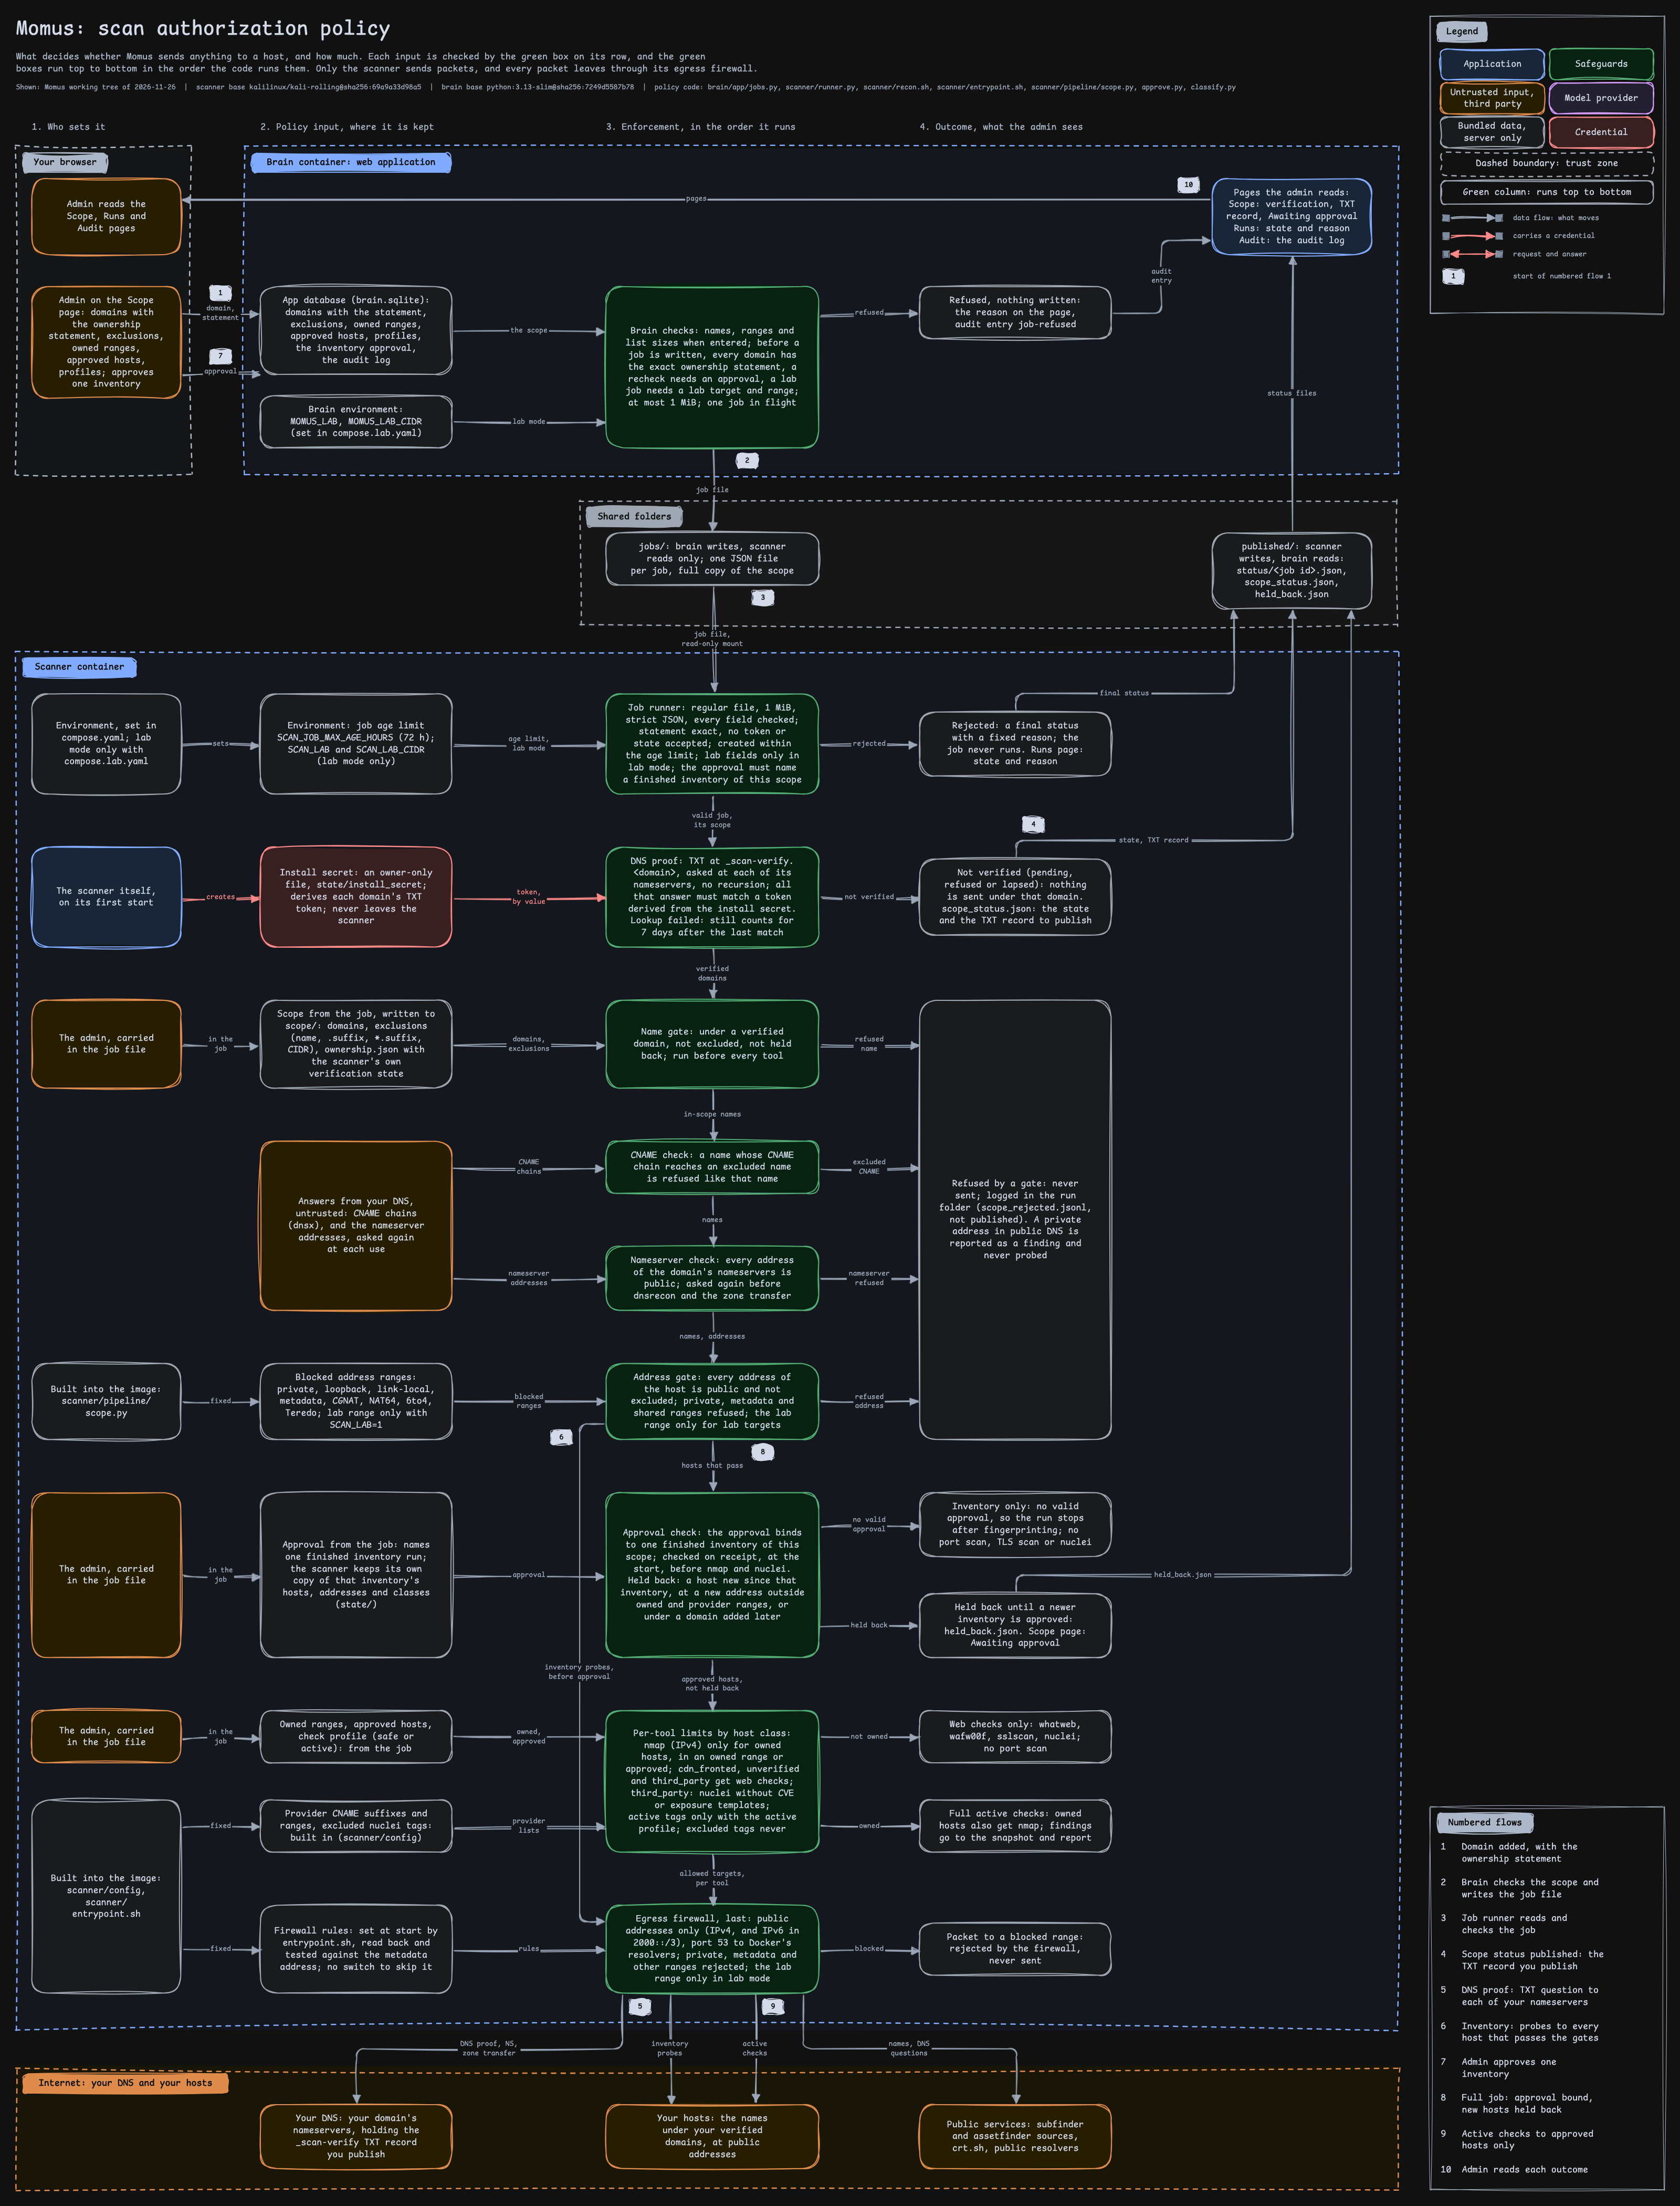 Momus: scan authorization policy
What decides whether Momus sends anything to a host, and how much. Each input is checked by the green box on its row, and the green
boxes run top to bottom in the order the code runs them. Only the scanner sends packets, and every packet leaves through its egress firewall.
Shown: Momus working tree of 2026-11-26 | scanner base kalilinux/kali-rolling@sha256:69a9a33d98a5 | brain base python:3.13-slim@sha256:7249d5587b78 | policy code: brain/app/jobs.py, scanner/runner.py, scanner/recon.sh, scanner/entrypoint.sh, scanner/pipeline/scope.py, approve.py, classify.py
1. Who sets it
2. Policy input, where it is kept
3. Enforcement, in the order it runs
4. Outcome, what the admin sees
Your browser
Brain container: web application
Admin reads the
Scope, Runs and
Audit pages
pages
10
Pages the admin reads:
Scope: verification, TXT
record, Awaiting approval
Runs: state and reason
Audit: the audit log
Admin on the Scope
page: domains with
the ownership
statement, exclusions,
owned ranges,
approved hosts,
profiles; approves
one inventory
1
domain,
statement
7
approval
App database (brain.sqlite):
domains with the statement,
exclusions, owned ranges,
approved hosts, profiles,
the inventory approval,
the audit log
the scope
Brain environment:
MOMUS_LAB, MOMUS_LAB_CIDR
(set in compose.lab.yaml)
lab mode
Brain checks: names, ranges and
list sizes when entered; before a
job is written, every domain has
the exact ownership statement, a
recheck needs an approval, a lab
job needs a lab target and range;
at most 1 MiB; one job in flight
refused
Refused, nothing written:
the reason on the page,
audit entry job-refused
audit
entry
status files
2
job file
Shared folders
jobs/: brain writes, scanner
reads only; one JSON file
per job, full copy of the scope
3
published/: scanner
writes, brain reads:
status/<job id>.json,
scope_status.json,
held_back.json
job file,
read-only mount
Scanner container
Environment, set in
compose.yaml; lab
mode only with
compose.lab.yaml
sets
Environment: job age limit
SCAN_JOB_MAX_AGE_HOURS (72 h);
SCAN_LAB and SCAN_LAB_CIDR
(lab mode only)
age limit,
lab mode
Job runner: regular file, 1 MiB,
strict JSON, every field checked;
statement exact, no token or
state accepted; created within
the age limit; lab fields only in
lab mode; the approval must name
a finished inventory of this scope
rejected
Rejected: a final status
with a fixed reason; the
job never runs. Runs page:
state and reason
final status
valid job,
its scope
4
state, TXT record
The scanner itself,
on its first start
creates
Install secret: an owner-only
file, state/install_secret;
derives each domain's TXT
token; never leaves the
scanner
token,
by value
DNS proof: TXT at _scan-verify.
<domain>, asked at each of its
nameservers, no recursion; all
that answer must match a token
derived from the install secret.
Lookup failed: still counts for
7 days after the last match
not verified
Not verified (pending,
refused or lapsed): nothing
is sent under that domain.
scope_status.json: the state
and the TXT record to publish
verified
domains
The admin, carried
in the job file
in the
job
Scope from the job, written to
scope/: domains, exclusions
(name, .suffix, *.suffix,
CIDR), ownership.json with
the scanner's own
verification state
domains,
exclusions
Name gate: under a verified
domain, not excluded, not held
back; run before every tool
refused
name
in-scope names
Answers from your DNS,
untrusted: CNAME chains
(dnsx), and the nameserver
addresses, asked again
at each use
CNAME
chains
CNAME check: a name whose CNAME
chain reaches an excluded name
is refused like that name
excluded
CNAME
names
nameserver
addresses
Nameserver check: every address
of the domain's nameservers is
public; asked again before
dnsrecon and the zone transfer
nameserver
refused
Refused by a gate: never
sent; logged in the run
folder (scope_rejected.jsonl,
not published). A private
address in public DNS is
reported as a finding and
never probed
names, addresses
Built into the image:
scanner/pipeline/
scope.py
fixed
Blocked address ranges:
private, loopback, link-local,
metadata, CGNAT, NAT64, 6to4,
Teredo; lab range only with
SCAN_LAB=1
blocked
ranges
Address gate: every address of
the host is public and not
excluded; private, metadata and
shared ranges refused; the lab
range only for lab targets
refused
address
6
8
hosts that pass
The admin, carried
in the job file
in the
job
Approval from the job: names
one finished inventory run;
the scanner keeps its own
copy of that inventory's
hosts, addresses and classes
(state/)
approval
Approval check: the approval binds
to one finished inventory of this
scope; checked on receipt, at the
start, before nmap and nuclei.
Held back: a host new since that
inventory, at a new address outside
owned and provider ranges, or
under a domain added later
no valid
approval
Inventory only: no valid
approval, so the run stops
after fingerprinting; no
port scan, TLS scan or nuclei
held_back.json
held back
Held back until a newer
inventory is approved:
held_back.json. Scope page:
Awaiting approval
inventory probes,
before approval
approved hosts,
not held back
The admin, carried
in the job file
in the
job
Owned ranges, approved hosts,
check profile (safe or
active): from the job
owned,
approved
Per-tool limits by host class:
nmap (IPv4) only for owned
hosts, in an owned range or
approved; cdn_fronted, unverified
and third_party get web checks;
third_party: nuclei without CVE
or exposure templates;
active tags only with the active
profile; excluded tags never
not owned
Web checks only: whatweb,
wafw00f, sslscan, nuclei;
no port scan
Built into the image:
scanner/config,
scanner/
entrypoint.sh
fixed
Provider CNAME suffixes and
ranges, excluded nuclei tags:
built in (scanner/config)
provider
lists
owned
Full active checks: owned
hosts also get nmap; findings
go to the snapshot and report
allowed targets,
per tool
fixed
Firewall rules: set at start by
entrypoint.sh, read back and
tested against the metadata
address; no switch to skip it
rules
Egress firewall, last: public
addresses only (IPv4, and IPv6 in
2000::/3), port 53 to Docker's
resolvers; private, metadata and
other ranges rejected; the lab
range only in lab mode
blocked
Packet to a blocked range:
rejected by the firewall,
never sent
5
9
DNS proof, NS,
zone transfer
inventory
probes
active
checks
names, DNS
questions
Internet: your DNS and your hosts
Your DNS: your domain's
nameservers, holding the
_scan-verify TXT record
you publish
Your hosts: the names
under your verified
domains, at public
addresses
Public services: subfinder
and assetfinder sources,
crt.sh, public resolvers
Legend
Application
Safeguards
Untrusted input,
third party
Model provider
Bundled data,
server only
Credential
Dashed boundary: trust zone
Green column: runs top to bottom
data flow: what moves
carries a credential
request and answer
1
start of numbered flow 1
Numbered flows
1 Domain added, with the
ownership statement
2 Brain checks the scope and
writes the job file
3 Job runner reads and
checks the job
4 Scope status published: the
TXT record you publish
5 DNS proof: TXT question to
each of your nameservers
6 Inventory: probes to every
host that passes the gates
7 Admin approves one
inventory
8 Full job: approval bound,
new hosts held back
9 Active checks to approved
hosts only
10 Admin reads each outcome